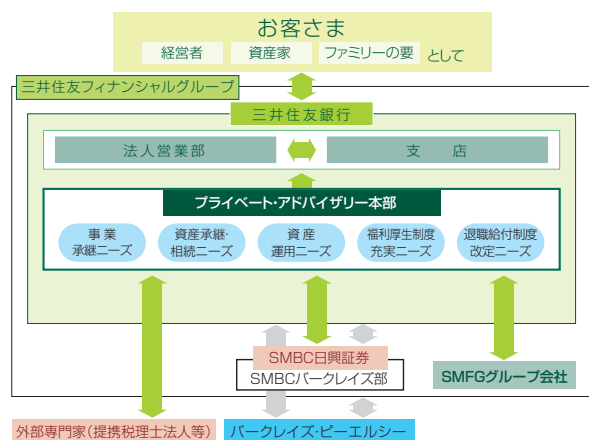 お客さま
経営者 資産家 ファミリーの要 として
三井住友フィナンシャルグループ
三井住友銀行
法人営業部 支店
プライベート・アドバイザリー本部
事業
承継ニーズ
資産承継・
相続ニーズ
資産
運用ニーズ
福利厚生制度
充実ニーズ
退職給付制度
改定ニーズ
SMBC日興証券
SMBCバークレイズ部
SMFGグループ会社
外部専門家(提携税理士法人等)
バークレイズ・ピーエルシー